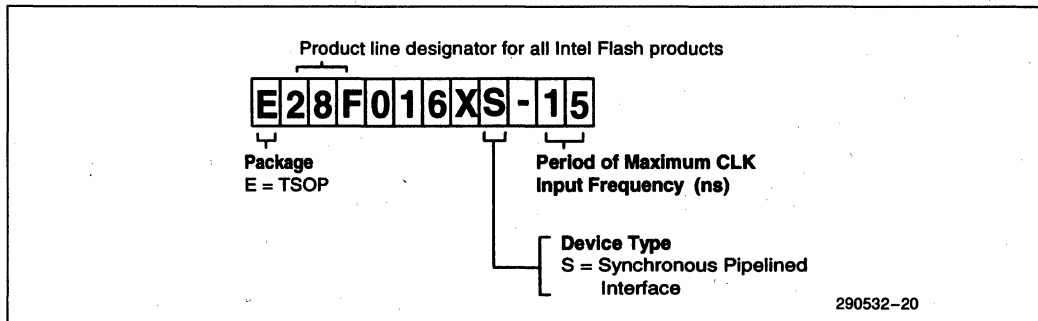 Product line designator for all Intel Flash products
E28F016XS-15
Package
E = TSOP
Period of Maximum CLK
Input Frequency (ns)
Device Type
S = Synchronous Pipelined
Interface
290532-20